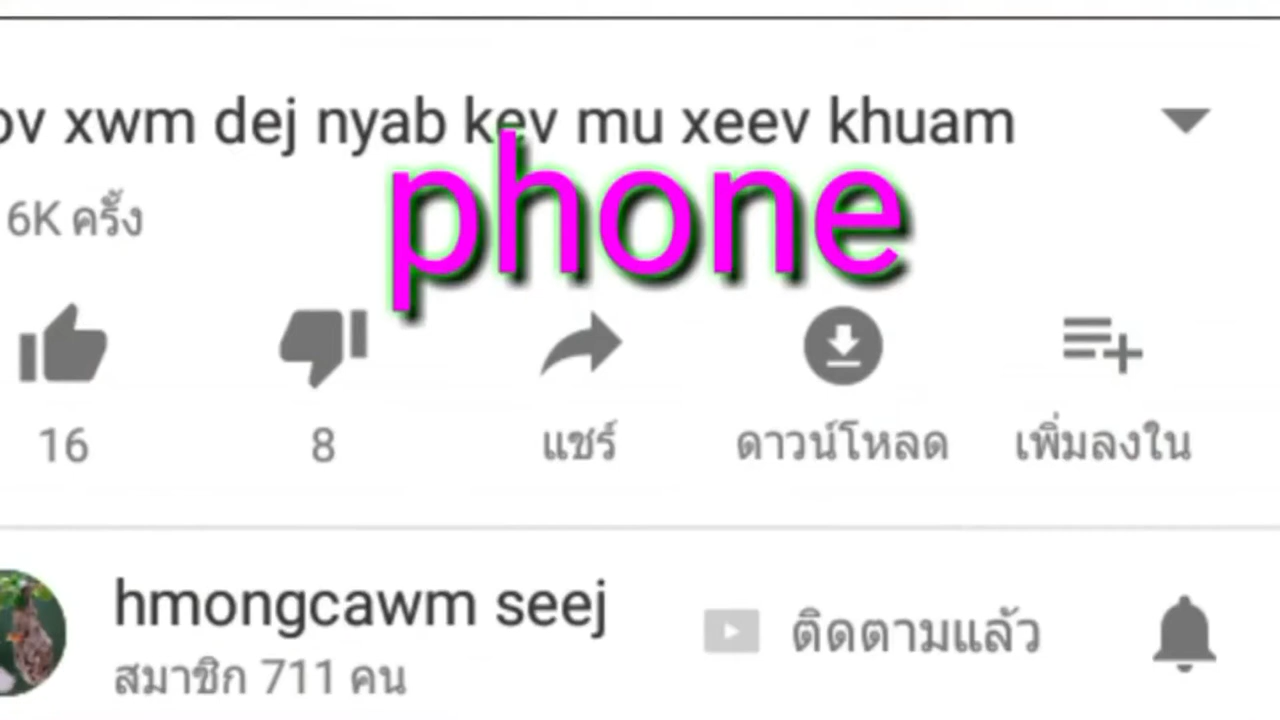 xwm dej nyab kev mu xeev khuam
phone
6K ครั้ง
16
8
แชร์
ดาวน์โหลด
เพิ่มลงใน
hmongcawm seej
ติดตามแล้ว
สมาชิก 711 คน